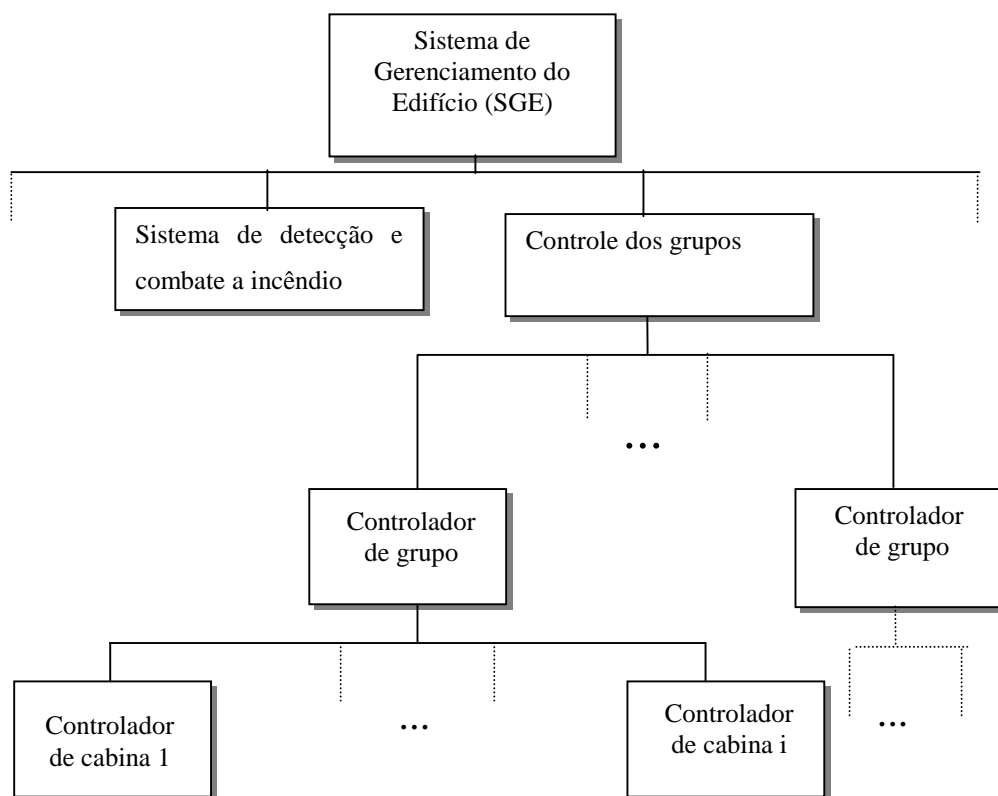 Sistema de
Gerenciamento do
Edifício (SGE)
Sistema de detecção e
combate a incêndio
Controle dos grupos
...
Controlador
de grupo
Controlador
de grupo
Controlador
de cabina 1
...
Controlador
de cabina i
...